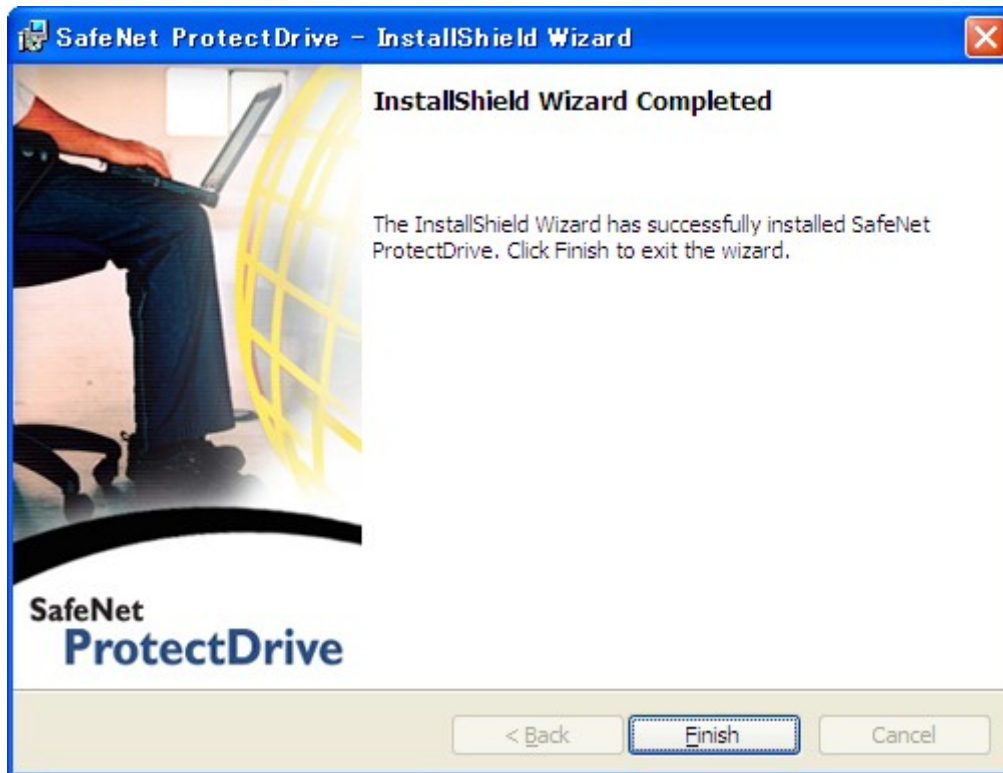 SafeNet ProtectDrive - InstallShield Wizard
InstallShield Wizard Completed
The InstallShield Wizard has successfully installed SafeNet
ProtectDrive. Click Finish to exit the wizard.
SafeNet
ProtectDrive
< Back
Finish
Cancel